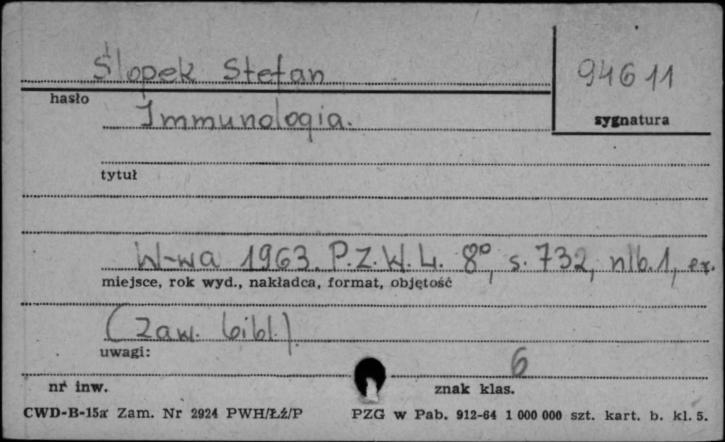 Ślopek Stefan
94611
hasło
sygnatura
Immunologia.
tytuł
W-wa 1963. P.Z.W.L. 8°, s. 732, nlb. 1, ex.
miejsce, rok wyd., nakładca, format, objętość
(zaw. bibl.).
uwagi:
6
nr inw.
znak klas.
CWD-B-15a Zam. Nr 2924 PWH/Łź/P
PZG w Pab. 912-64 1 000 000 szt. kart. b. kl. 5.